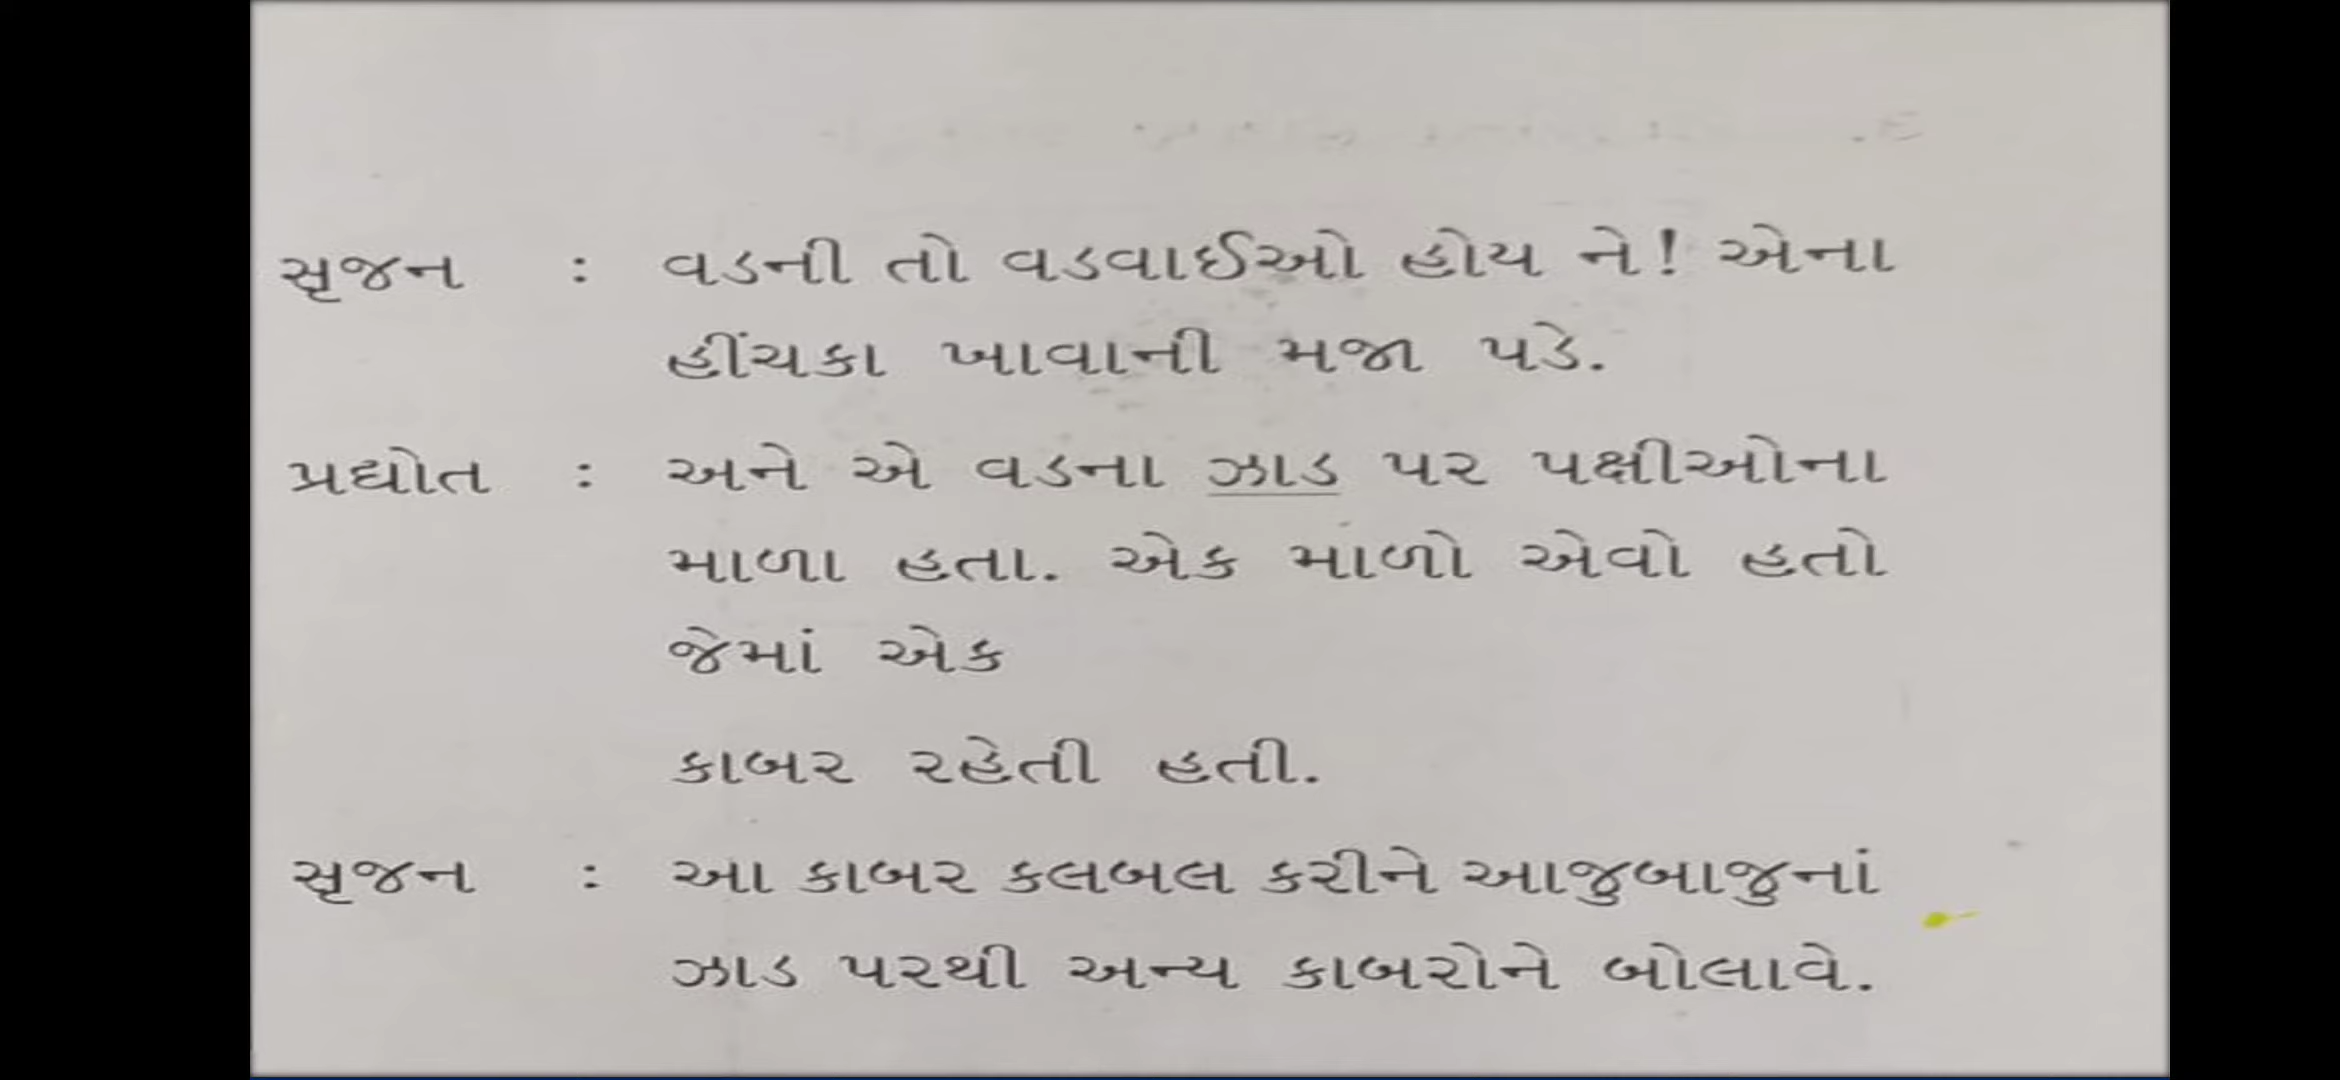 સૃજન : વડની તો વડવાઈઓ હોય ને! એના
હીંચકા ખાવાની મજા પડે.
પ્રદ્યોત : અને એ વડના ઝાડ પર પક્ષીઓના
માળા હતા. એક માળો એવો હતો
જેમાં એક
કાબર રહેતી હતી.
સૃજન : આ કાબર કલબલ કરીને આજુબાજુનાં
ઝાડ પરથી અન્ય કાબરોને બોલાવે.